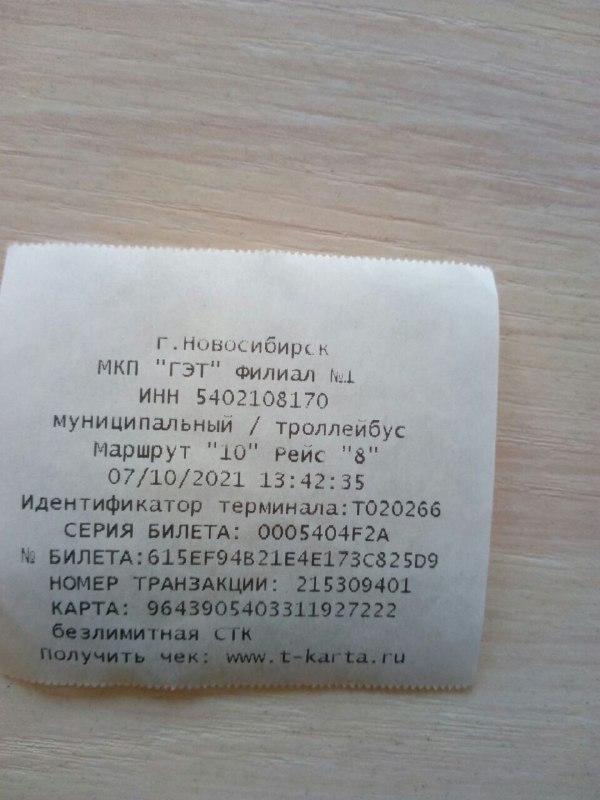 г.Новосибирск
МКП "ГЭТ" Филиал №1
ИНН 5402108170
муниципальный / троллейбус
Маршрут "10" Рейс "8"
07/10/2021 13:42:35
Идентификатор терминала:T020266
СЕРИЯ БИЛЕТА: 0005404F2A
№ БИЛЕТА:615EF94B21E4E173C825D9
НОМЕР ТРАНЗАКЦИИ: 215309401
КАРТА: 9643905403311927222
безлимитная СТК
Получить чек: www.t-karta.ru